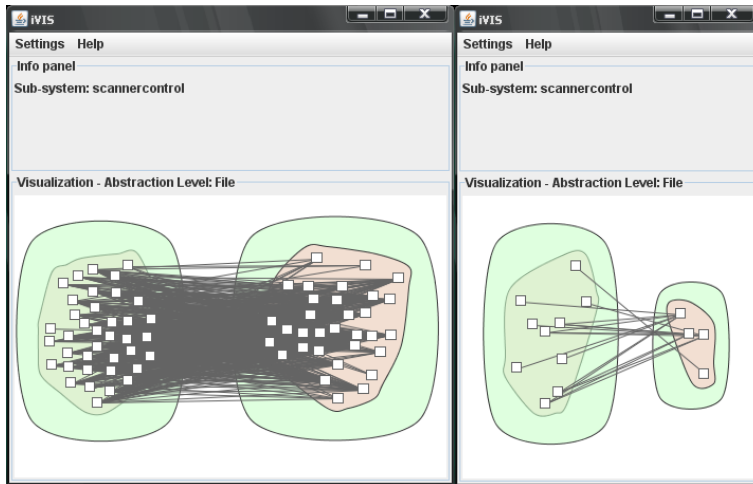 iVIS
Settings Help
Info panel
Sub-system: scannercontrol
Visualization - Abstraction Level: File
iVIS
Settings Help
Info panel
Sub-system: scannercontrol
Visualization - Abstraction Level: File